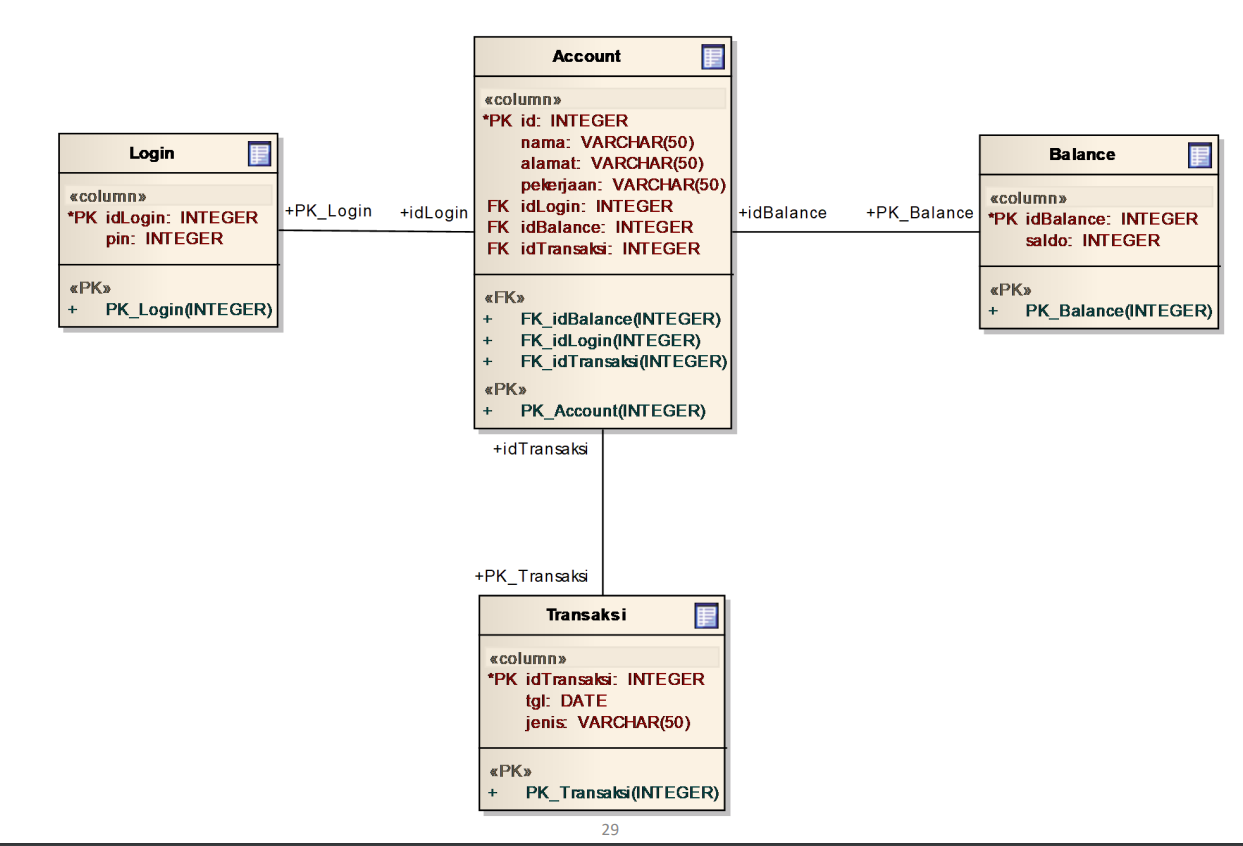 Account
«column»
*PK id: INTEGER
nama: VARCHAR(50)
alamat: VARCHAR(50)
pekerjaan: VARCHAR(50)
FK idLogin: INTEGER
FK idBalance: INTEGER
FK idTransaksi: INTEGER
«FK»
+ FK_idBalance(INTEGER)
+ FK_idLogin(INTEGER)
+ FK_idTransaksi(INTEGER)
«PK»
+ PK_Account(INTEGER)
Login
«column»
*PK idLogin: INTEGER
pin: INTEGER
«PK»
+ PK_Login(INTEGER)
+PK_Login
+idLogin
+idBalance
+PK_Balance
Balance
«column»
*PK idBalance: INTEGER
saldo: INTEGER
«PK»
+ PK_Balance(INTEGER)
+idTransaksi
+PK_Transaksi
Transaksi
«column»
*PK idTransaksi: INTEGER
tgl: DATE
jenis: VARCHAR(50)
«PK»
+ PK_Transaksi(INTEGER)
29